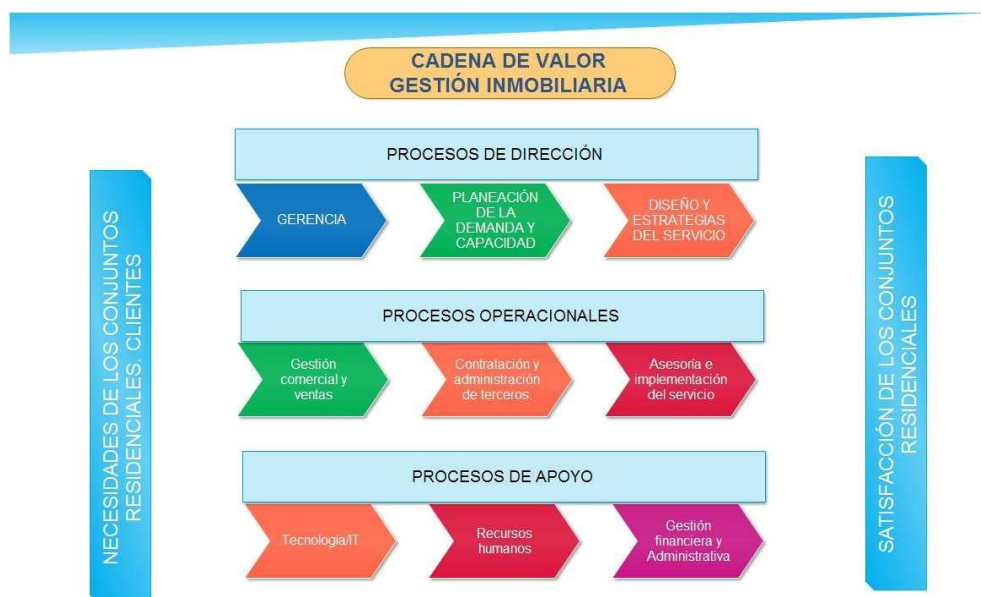 CADENA DE VALOR
GESTIÓN INMOBILIARIA
NECESIDADES DE LOS CONJUNTOS
RESIDENCIALES. CLIENTES
PROCESOS DE DIRECCIÓN
GERENCIA
PLANEACIÓN
DE LA
DEMANDA Y
CAPACIDAD
DISEÑO Y
ESTRATEGIAS
DEL SERVICIO
PROCESOS OPERACIONALES
Gestión
comercial y
ventas
Contratación y
administración
de terceros.
Asesoría e
implementación
del servicio
PROCESOS DE APOYO
Tecnología/IT
Recursos
humanos
Gestión
financiera y
Administrativa
SATISFACCIÓN DE LOS CONJUNTOS
RESIDENCIALES